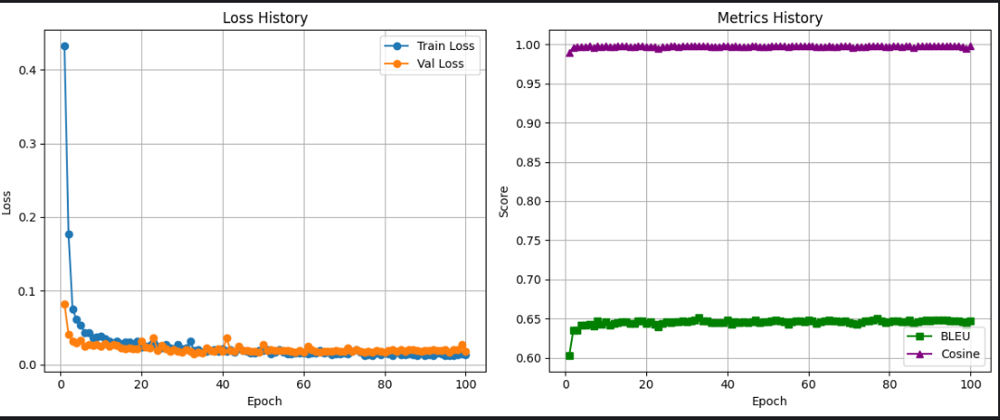 Loss History
Train Loss
Val Loss
0.4
0.3
0.2
0.1
0.0
Loss
0
20
40
60
80
100
Epoch
Metrics History
1.00
0.95
0.90
0.85
0.80
0.75
0.70
0.65
0.60
Score
BLEU
Cosine
0
20
40
60
80
100
Epoch